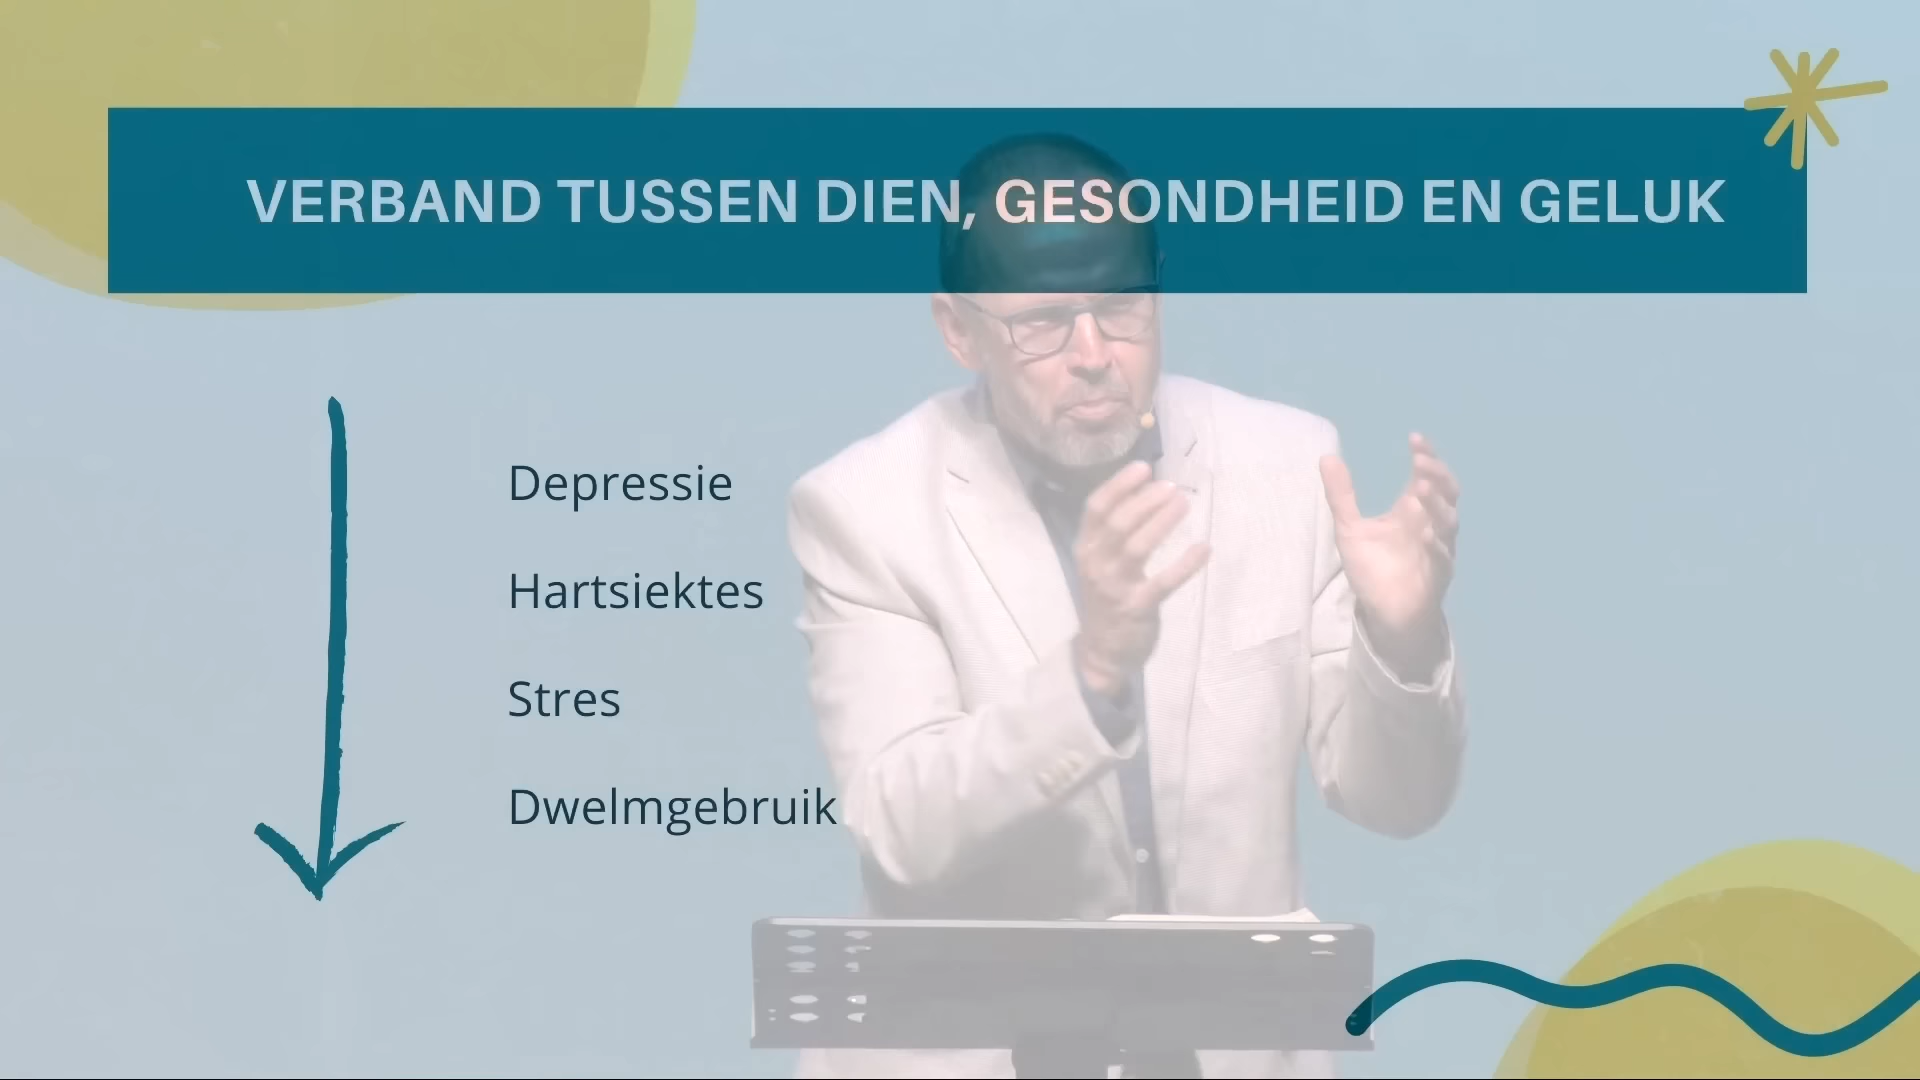 VERBAND TUSSEN DIEN, GESONDHEID EN GELUK
Depressie
Hartsiektes
Stres
Dwelmgebruik